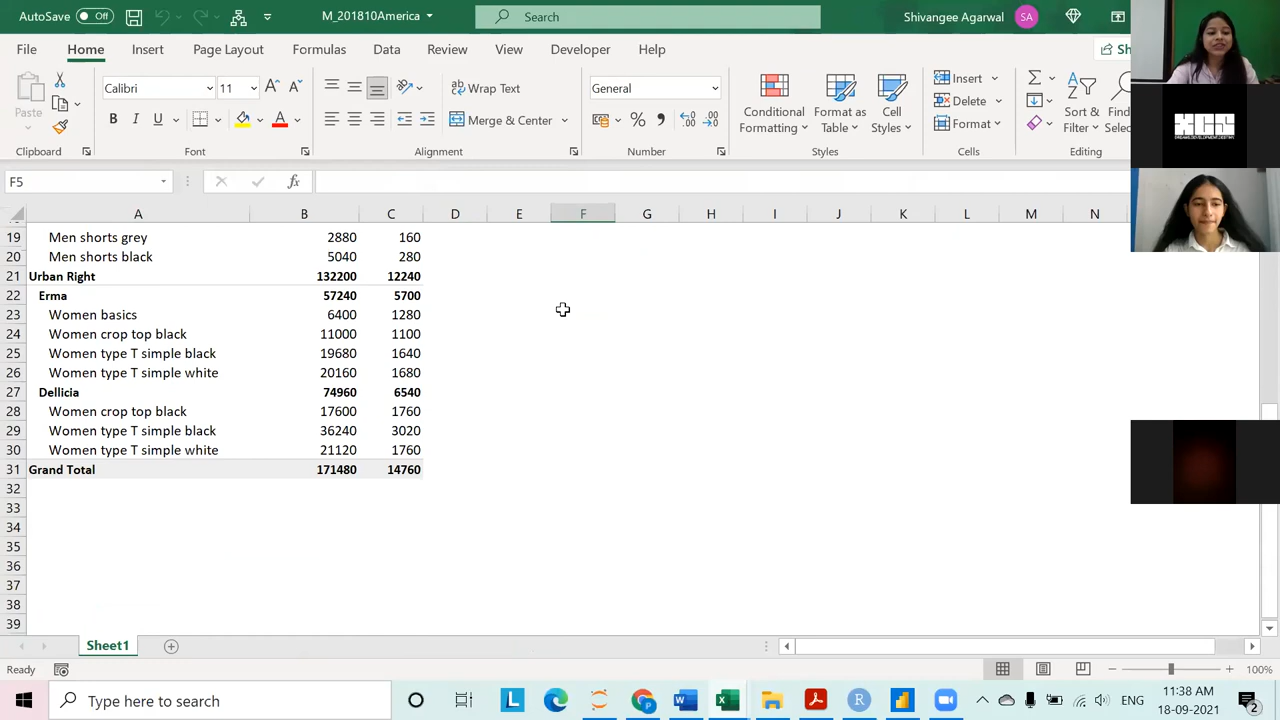 AutoSave Off M_201810America Search Shivangee Agarwal SA
File Home Insert Page Layout Formulas Data Review View Developer Help Sh
Calibri 11 Wrap Text General Insert
Paste B I U Merge & Center % Conditional Formatting Format as Table Cell Styles Delete Format Sort & Filter Find Selec
Clipboard Font Alignment Number Styles Cells Editing
F5 fx
A B C D E F G H I J K L M N
19 Men shorts grey 2880 160
20 Men shorts black 5040 280
21 Urban Right 132200 12240
22 Erma 57240 5700
23 Women basics 6400 1280
24 Women crop top black 11000 1100
25 Women type T simple black 19680 1640
26 Women type T simple white 20160 1680
27 Dellicia 74960 6540
28 Women crop top black 17600 1760
29 Women type T simple black 36240 3020
30 Women type T simple white 21120 1760
31 Grand Total 171480 14760
32
33
34
35
36
37
38
39
Sheet1
Ready 100%
Type here to search L P R ENG 11:38 AM
18-09-2021 2